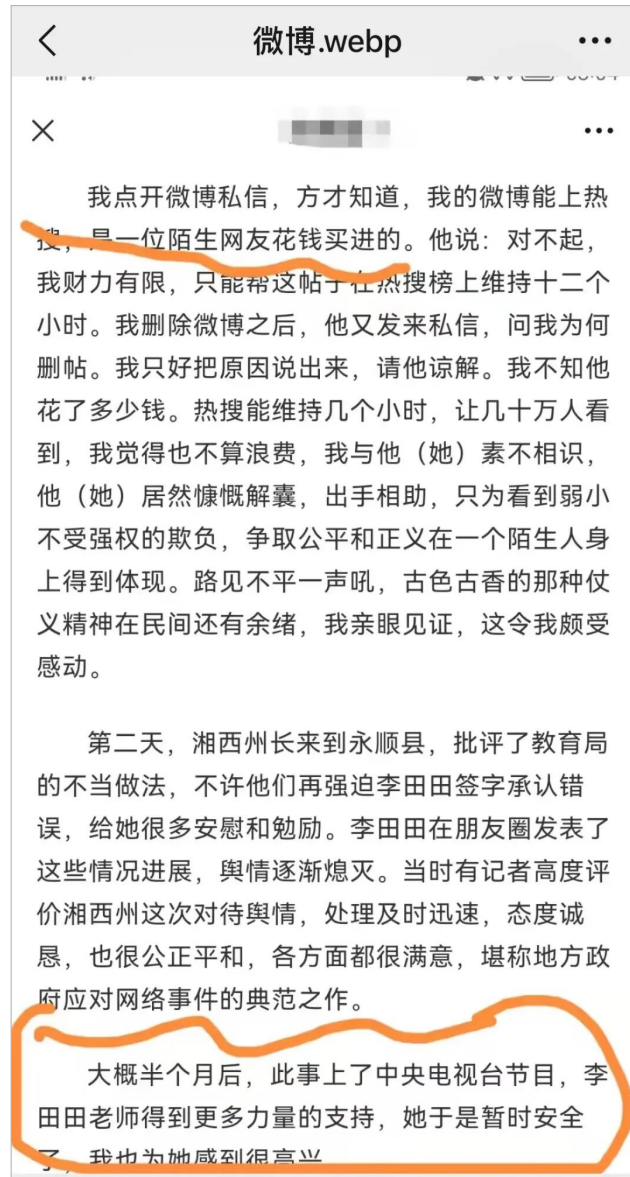 微博.webp
我点开微博私信，方才知道，我的微博能上热
搜，是一位陌生网友花钱买进的。他说：对不起，
我财力有限，只能帮这帖子在热搜榜上维持十二个
小时。我删除微博之后，他又发来私信，问我为何
删帖。我只好把原因说出来，请他谅解。我不知他
花了多少钱。热搜能维持几个小时，让几十万人看
到，我觉得也不算浪费，我与他（她）素不相识，
他（她）居然慷慨解囊，出手相助，只为看到弱小
不受强权的欺负，争取公平和正义在一个陌生人身
上得到体现。路见不平一声吼，古色古香的那种仗
义精神在民间还有余绪，我亲眼见证，这令我颇受
感动。
第二天，湘西州长来到永顺县，批评了教育局
的不当做法，不许他们再强迫李田田签字承认错
误，给她很多安慰和勉励。李田田在朋友圈发表了
这些情况进展，舆情逐渐熄灭。当时有记者高度评
价湘西州这次对待舆情，处理及时迅速，态度诚
恳，也很公正平和，各方面都很满意，堪称地方政
府应对网络事件的典范之作。
大概半个月后，此事上了中央电视台节目，李
田田老师得到更多力量的支持，她于是暂时安全
了，我也为她感到很高兴